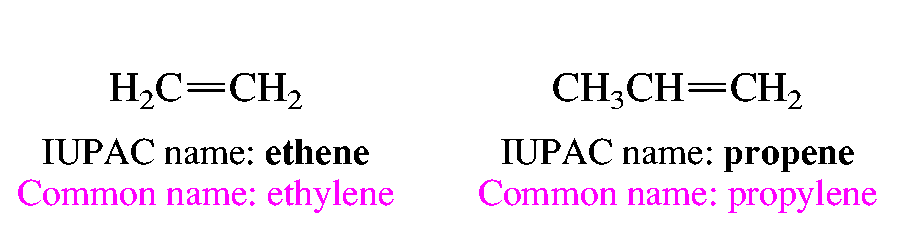 H₂C=CH₂
IUPAC name: ethene
Common name: ethylene
CH₃CH=CH₂
IUPAC name: propene
Common name: propylene